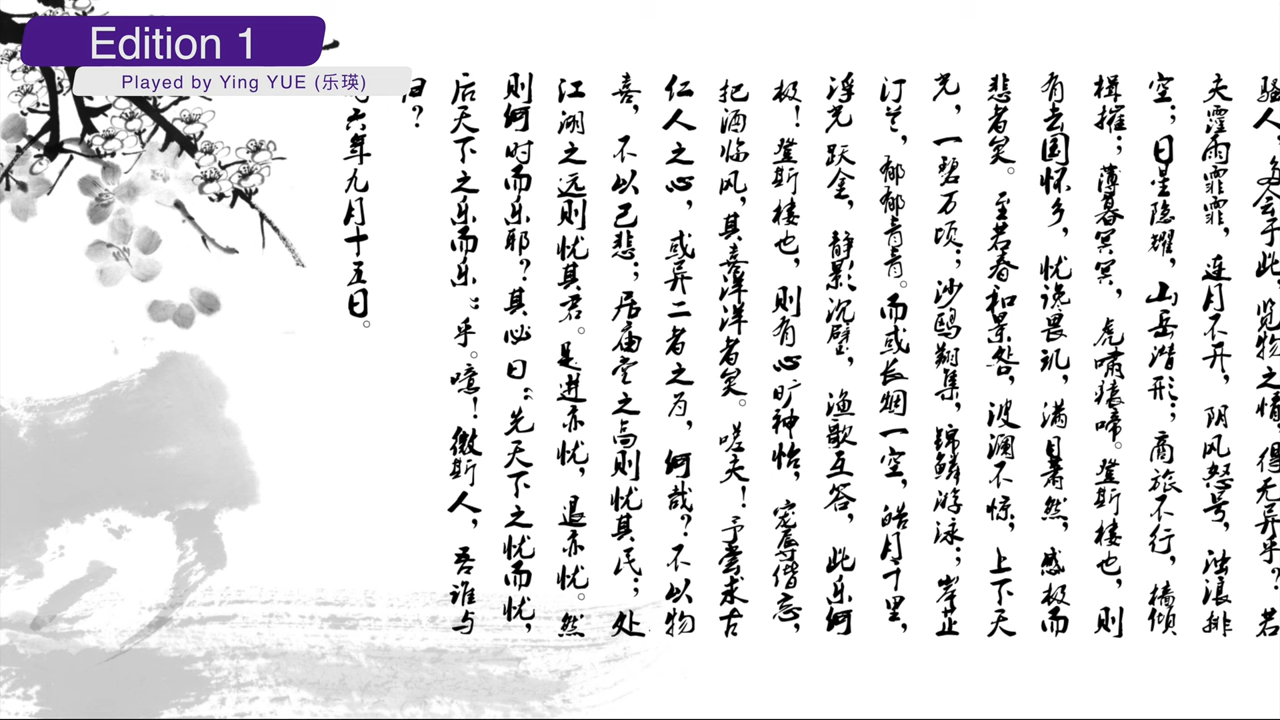 Edition 1
Played by Ying YUE (乐瑛)
骚人，多会于此，览物之情，得无异乎？若
夫霪雨霏霏，连月不开，阴风怒号，浊浪排
空；日星隐耀，山岳潜形；商旅不行，樯倾
楫摧；薄暮冥冥，虎啸猿啼。登斯楼也，则
有去国怀乡，忧谗畏讥，满目萧然，感极而
悲者矣。至若春和景明，波澜不惊，上下天
光，一碧万顷；沙鸥翔集，锦鳞游泳；岸芷
汀兰，郁郁青青。而或长烟一空，皓月千里，
浮光跃金，静影沉璧，渔歌互答，此乐何
极！登斯楼也，则有心旷神怡，宠辱偕忘，
把酒临风，其喜洋洋者矣。嗟夫！予尝求古
仁人之心，或异二者之为，何哉？不以物
喜，不以己悲；居庙堂之高则忧其民；处
江湖之远则忧其君。是进亦忧，退亦忧。然
则何时而乐耶？其必曰：先天下之忧而忧，
后天下之乐而乐：乎。噫！微斯人，吾谁与
？
六年九月十五日。